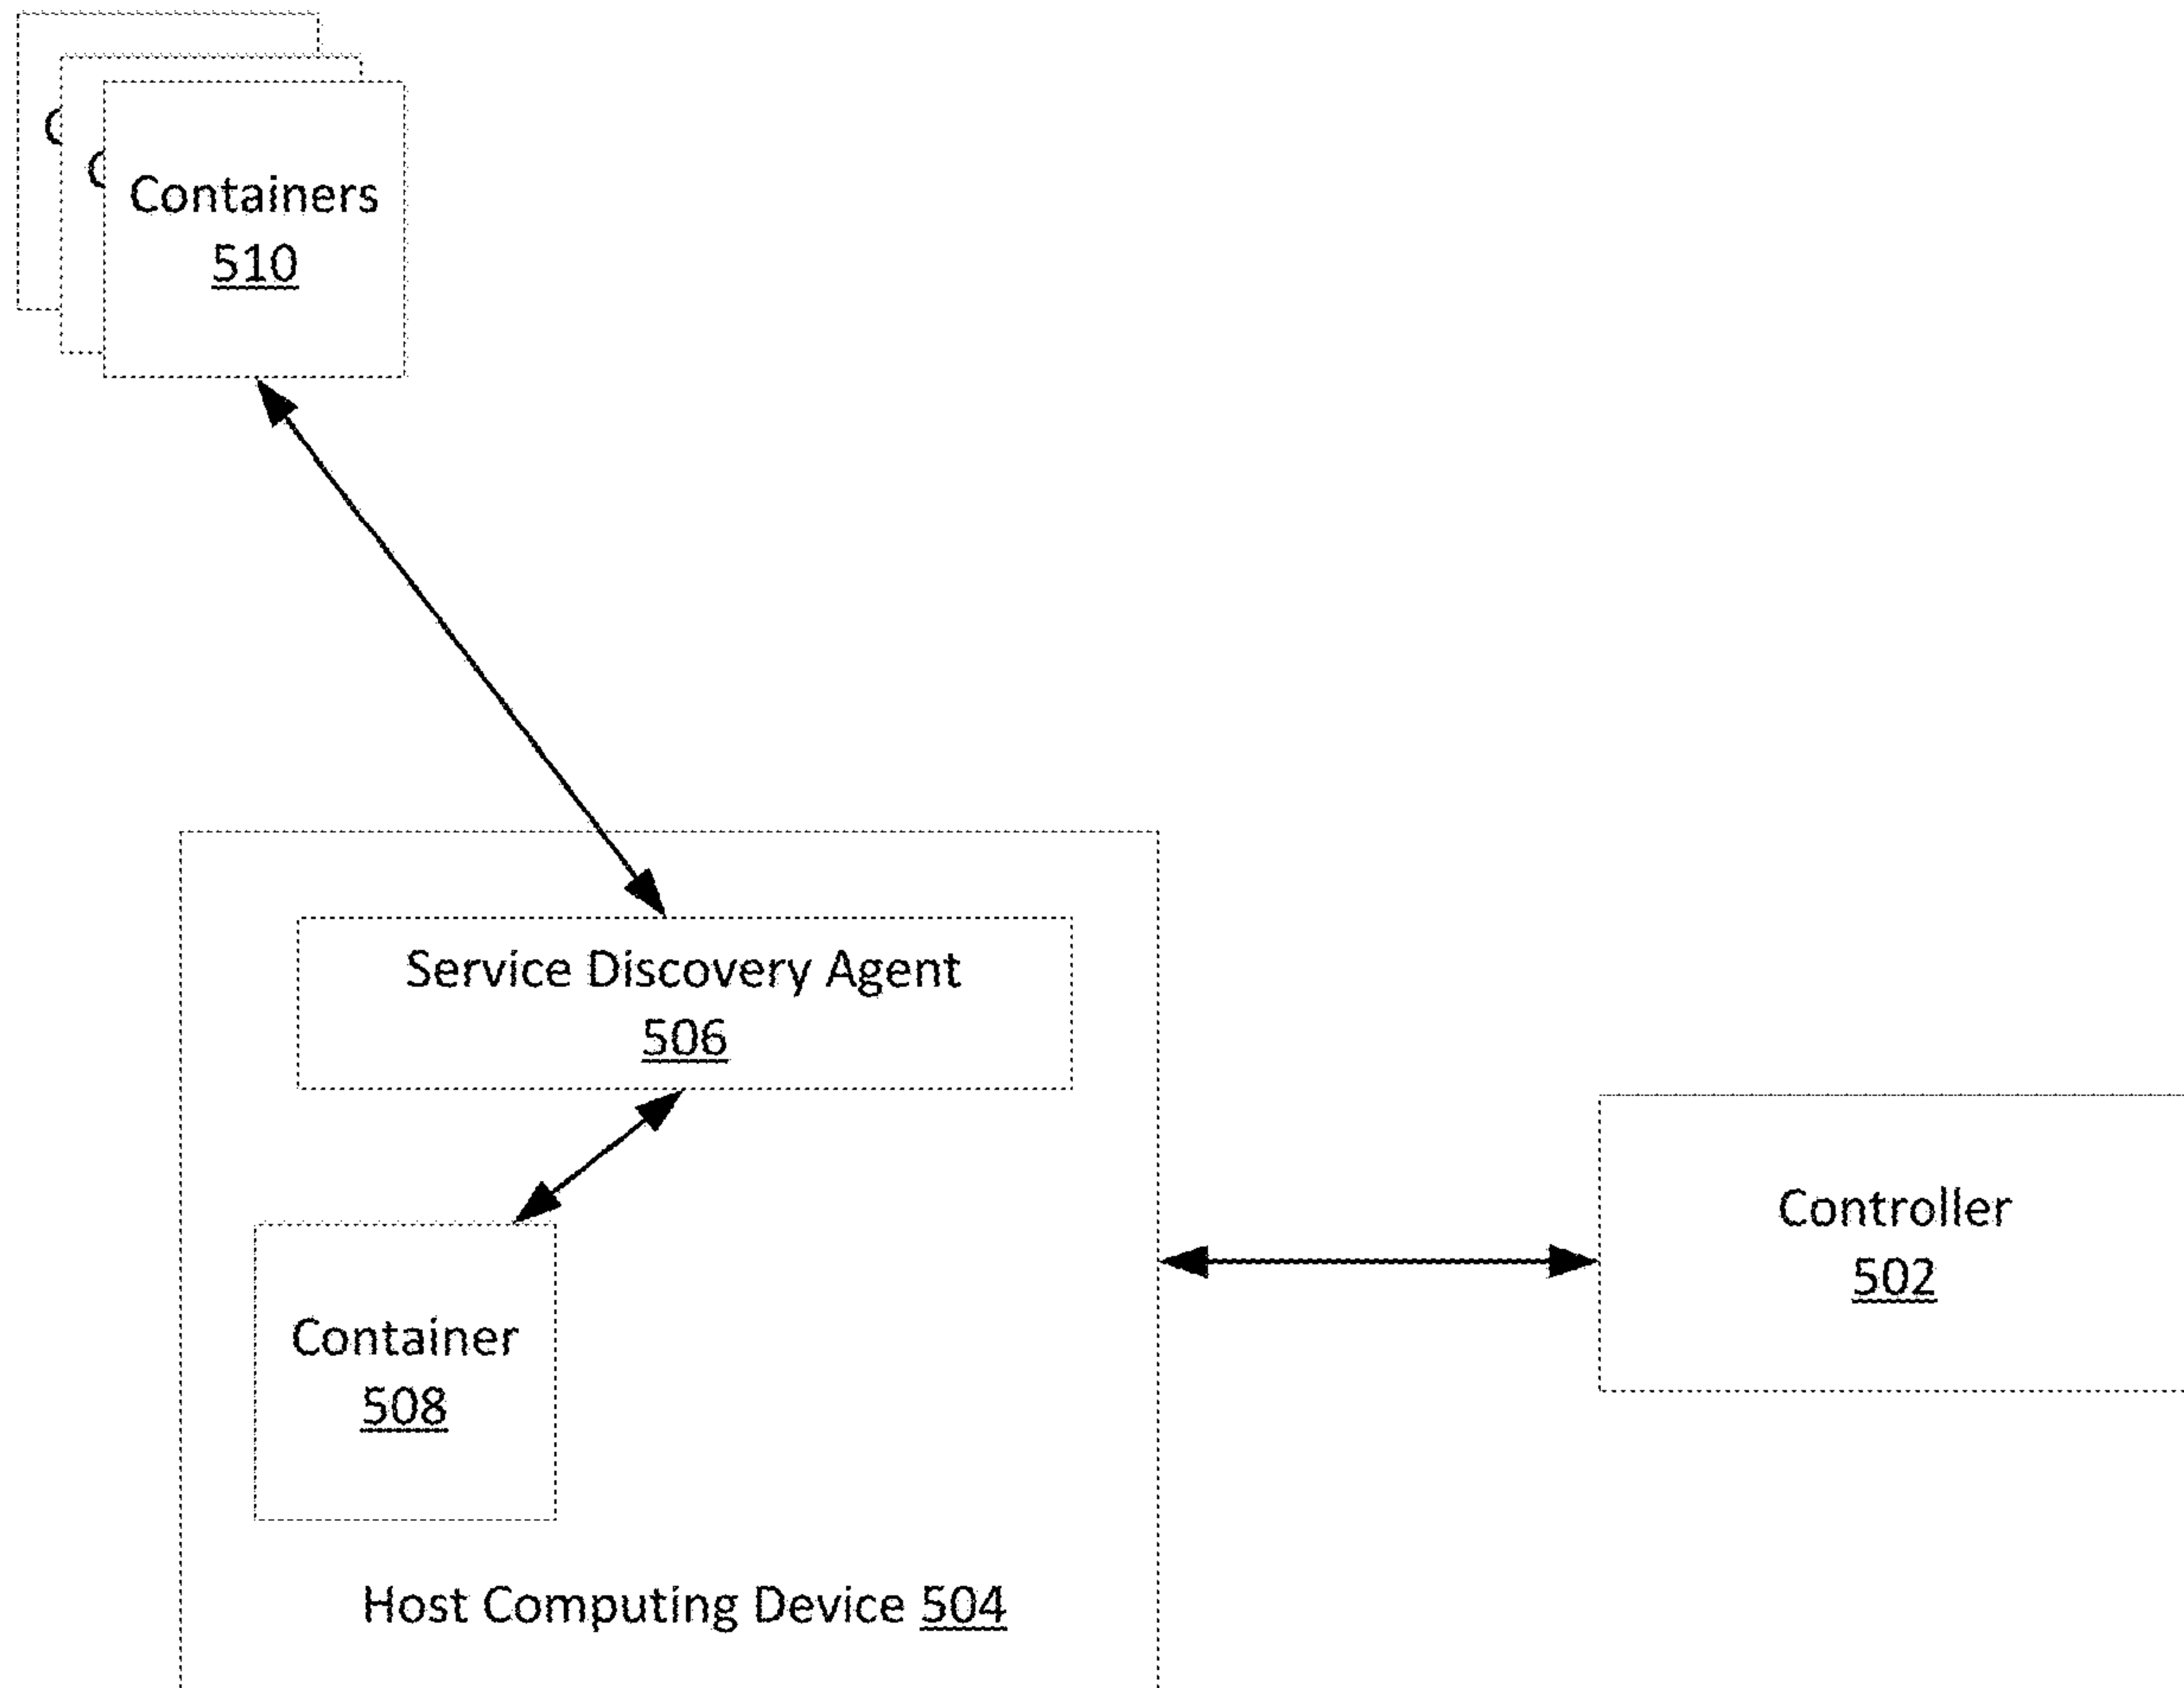 Containers
510
Service Discovery Agent
506
Controller
502
Container
508
Host Computing Device 504